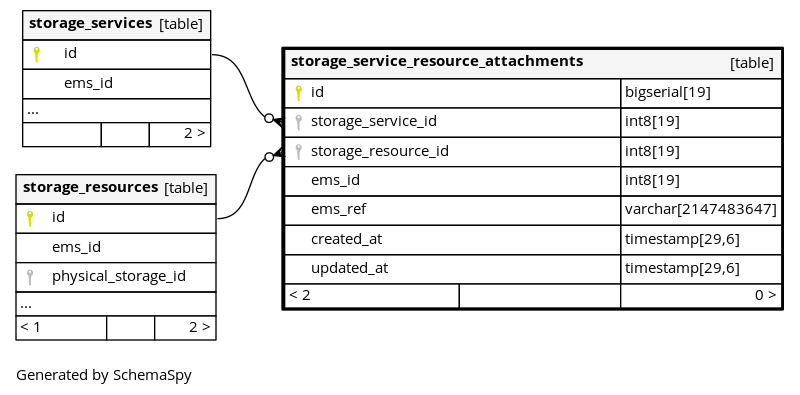 storage_services [table]
id
ems_id
...
2 >
storage_resources [table]
id
ems_id
physical_storage_id
...
< 1 2 >
storage_service_resource_attachments [table]
id bigserial[19]
storage_service_id int8[19]
storage_resource_id int8[19]
ems_id int8[19]
ems_ref varchar[2147483647]
created_at timestamp[29,6]
updated_at timestamp[29,6]
< 2 0 >
Generated by SchemaSpy